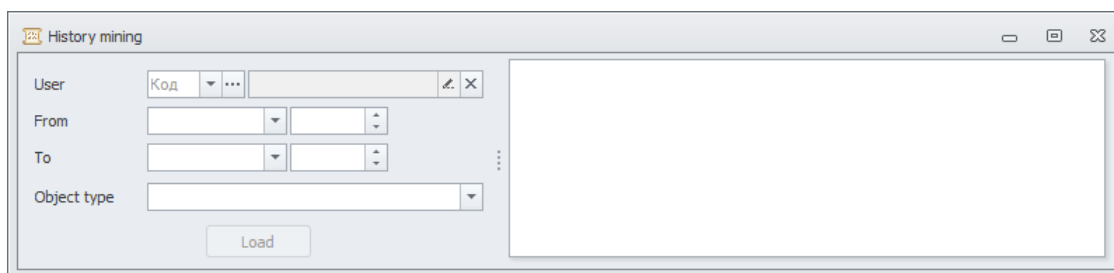 History mining
User Код
From
To
Object type
Load